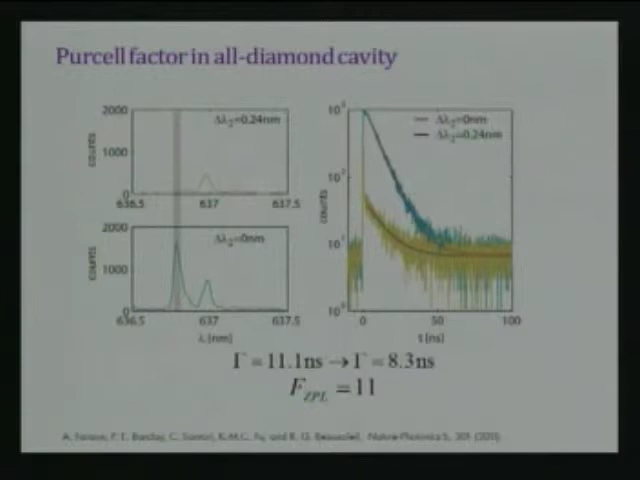 Purcell factor in all-diamond cavity
2000
1000
0
counts
Δλ₂=0.24nm
636.5 637 637.5
2000
1000
0
counts
Δλ₂=0nm
636.5 637 637.5
λ [nm]
counts
Δλ₂=0nm
Δλ₂=0.24nm
0 50 100
t [ns]
Γ = 11.1ns → Γ = 8.3ns
F_ZPL = 11
A. Faraon, P. E. Barclay, C. Santori, K.-M.C. Fu, and R. G. Beausoleil, Nature Photonics 5, 301 (2011)